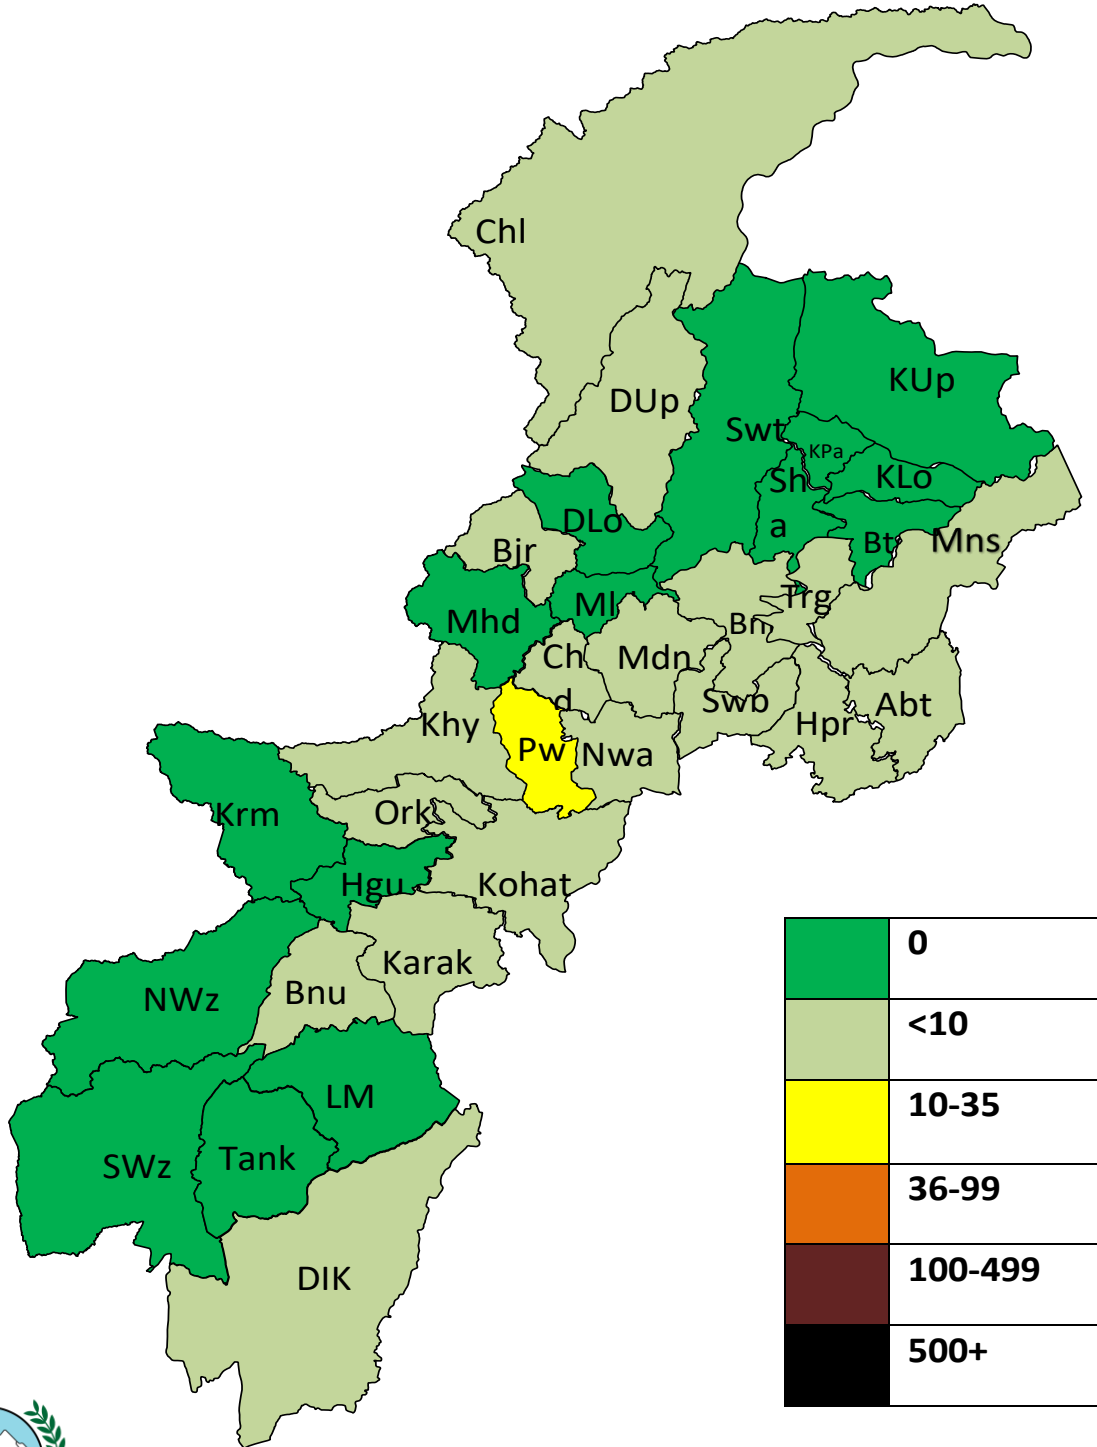 Chl
KUp
DUp
Swt
KPa
KLo
Sh
a
DLo
Bt
Mns
Bjr
Trg
Ml
Mhd
Bn
Ch
d
Mdn
Swb
Abt
Khy
Hpr
Pw
Nwa
Krm
Ork
Hgu
Kohat
Karak
Bnu
NWz
LM
Tank
SWz
DIK
0
<10
10-35
36-99
100-499
500+